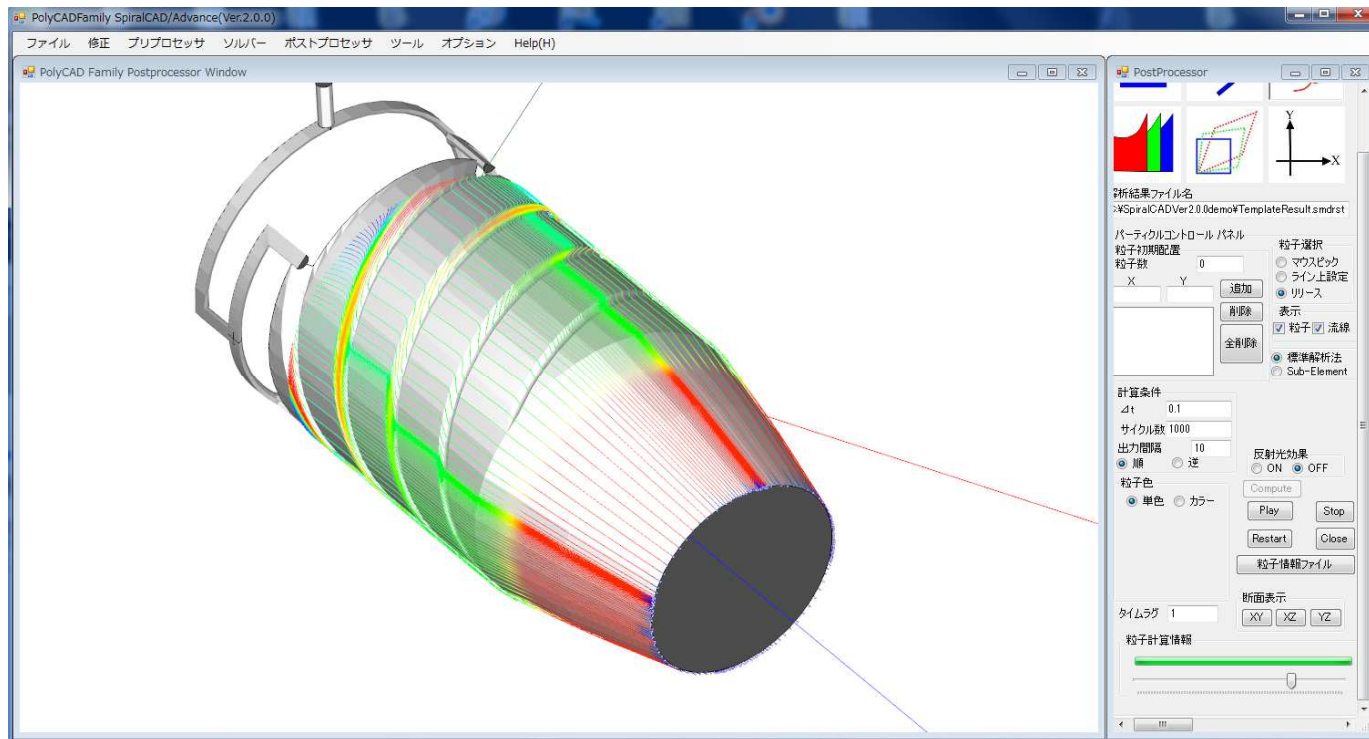 PolyCADFamily SpiralCAD/Advance(Ver.2.0.0)
ファイル 修正 プリプロセッサ ソルバー ポストプロセッサ ツール オプション Help(H)
PolyCAD Family Postprocessor Window
PostProcessor
Y
X
解析結果ファイル名
:¥SpiralCADVer2.0.0demo¥TemplateResult.smdrst
パーティクルコントロール パネル
粒子初期配置
粒子数 0
X Y
追加
削除
全削除
粒子選択
マウスピック
ライン上設定
リリース
表示
粒子 流線
標準解析法
Sub-Element
計算条件
⊿t 0.1
サイクル数 1000
出力間隔 10
順 逆
反射光効果
ON OFF
粒子色
単色 カラー
Compute
Play Stop
Restart Close
粒子情報ファイル
断面表示
XY XZ YZ
タイムラグ 1
粒子計算情報